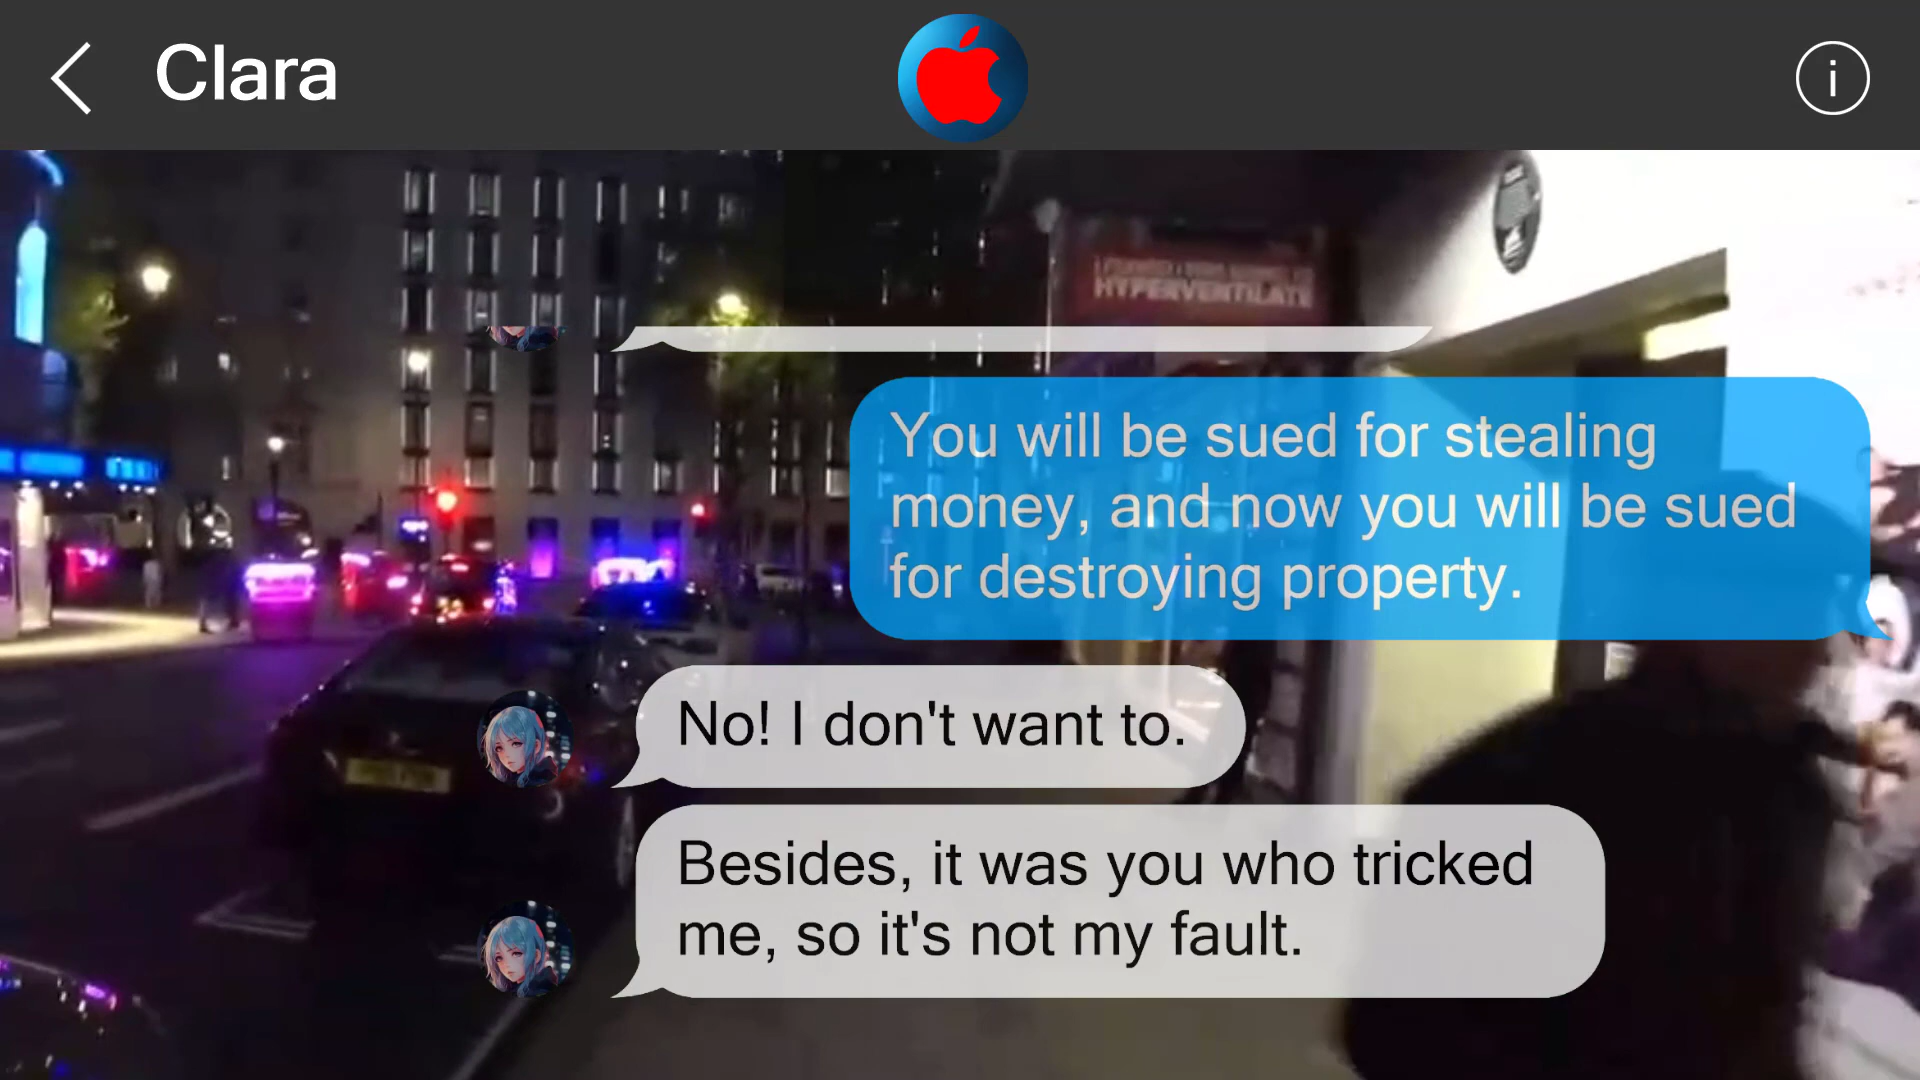 Clara
i
HYPERVENTILATE
You will be sued for stealing
money, and now you will be sued
for destroying property.
No! I don't want to.
Besides, it was you who tricked
me, so it's not my fault.